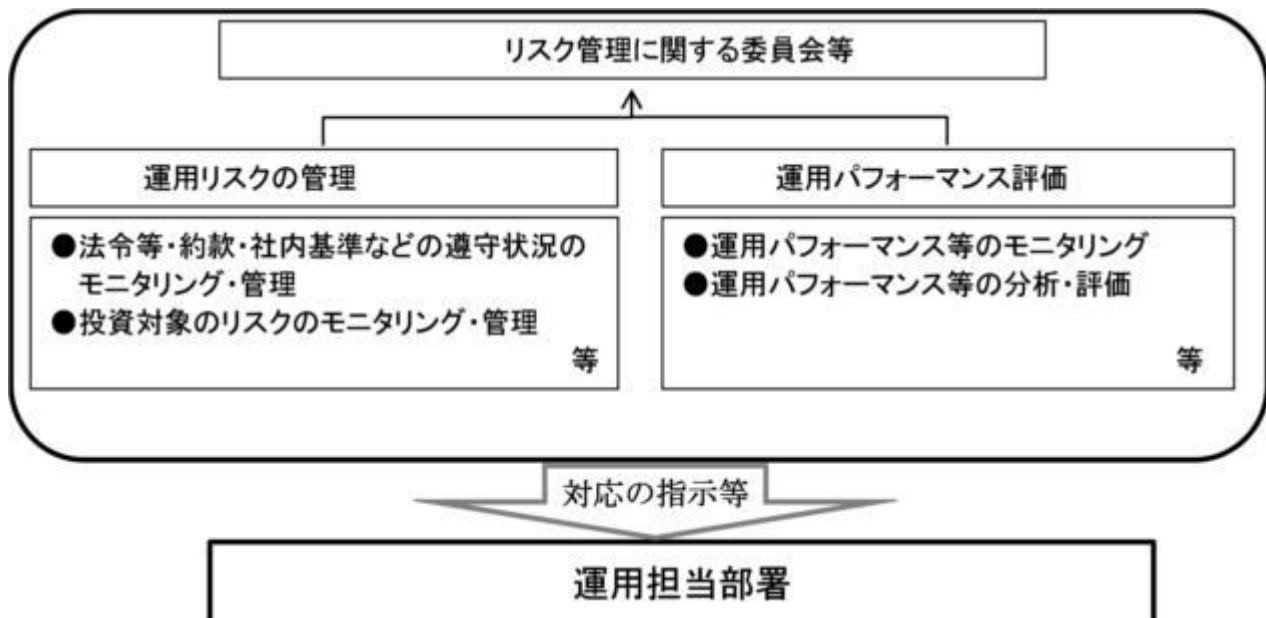 リスク管理に関する委員会等
運用リスクの管理
運用パフォーマンス評価
●法令等・約款・社内基準などの遵守状況の
モニタリング・管理
●投資対象のリスクのモニタリング・管理
等
●運用パフォーマンス等のモニタリング
●運用パフォーマンス等の分析・評価
等
対応の指示等
運用担当部署